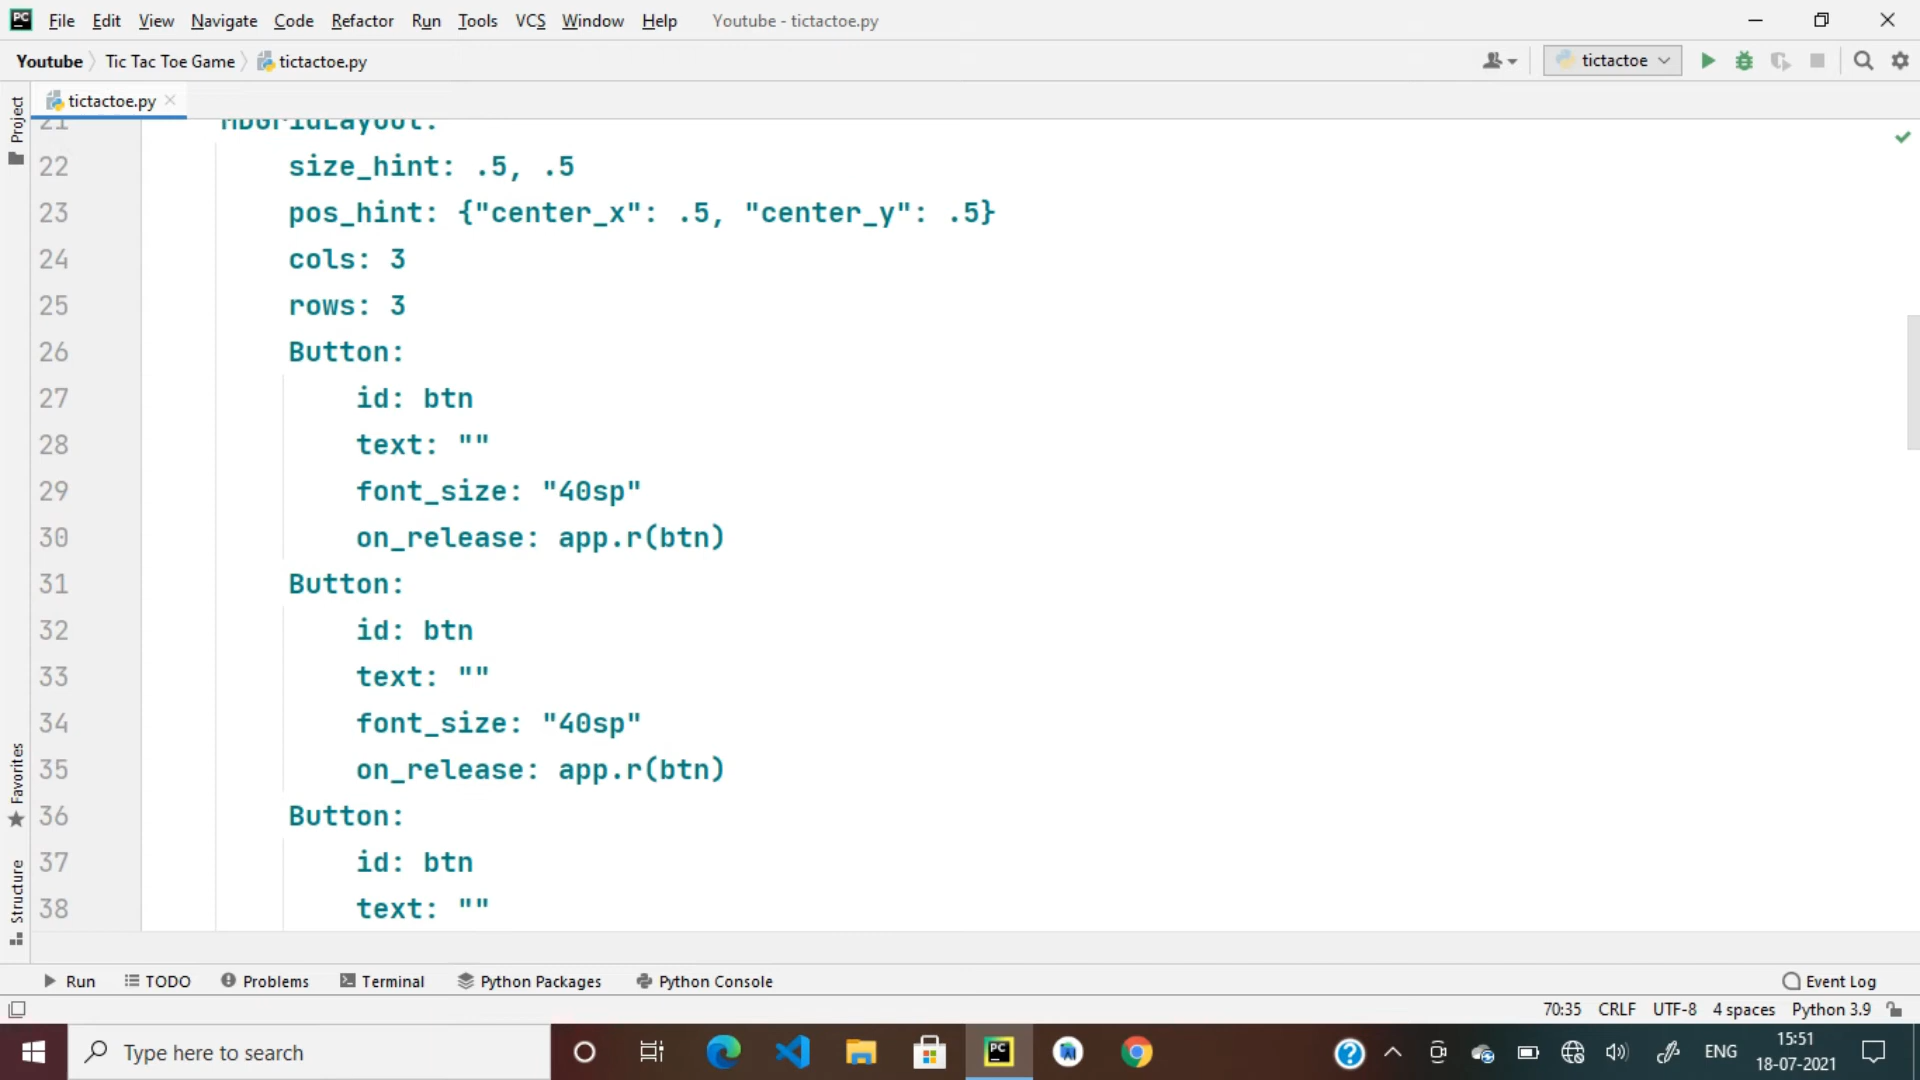 PC File Edit View Navigate Code Refactor Run Tools VCS Window Help Youtube - tictactoe.py
Youtube Tic Tac Toe Game tictactoe.py tictactoe
Project
tictactoe.py
21 MDGridLayout:
22 size_hint: .5, .5
23 pos_hint: {"center_x": .5, "center_y": .5}
24 cols: 3
25 rows: 3
26 Button:
27 id: btn
28 text: ""
29 font_size: "40sp"
30 on_release: app.r(btn)
31 Button:
32 id: btn
33 text: ""
34 font_size: "40sp"
35 on_release: app.r(btn)
36 Button:
37 id: btn
38 text: ""
Favorites
Structure
Run TODO Problems Terminal Python Packages Python Console Event Log
70:35 CRLF UTF-8 4 spaces Python 3.9
Type here to search PC ENG 15:51
18-07-2021